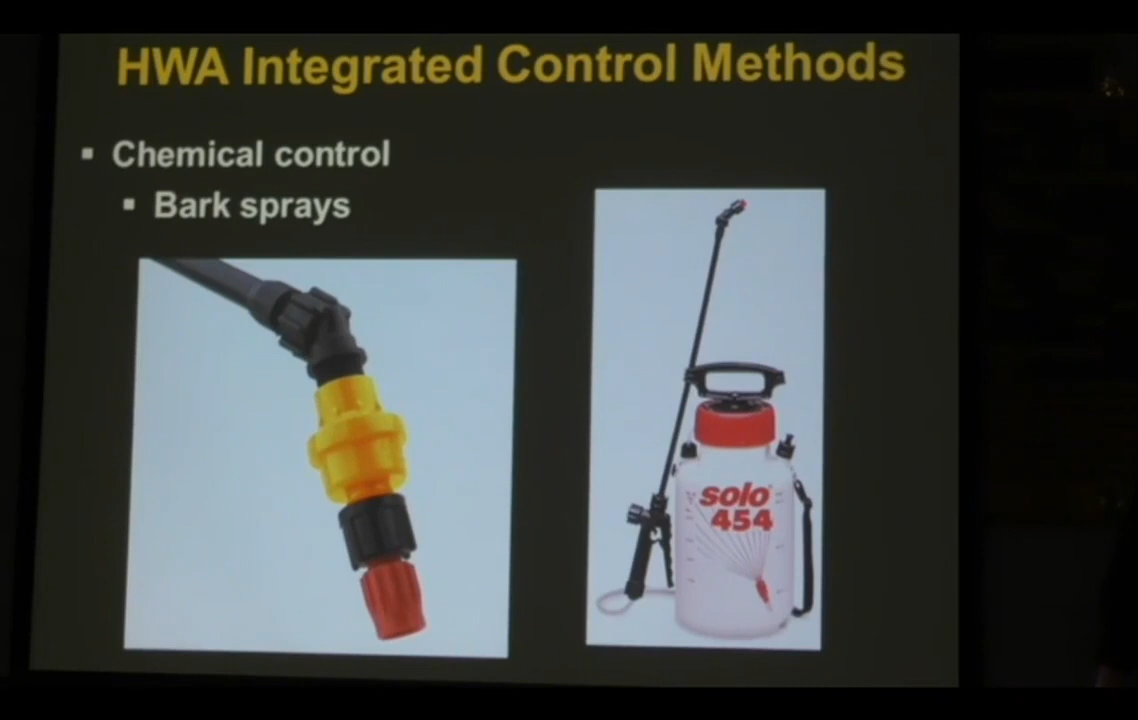 HWA Integrated Control Methods
▪ Chemical control
▪ Bark sprays
solo
454